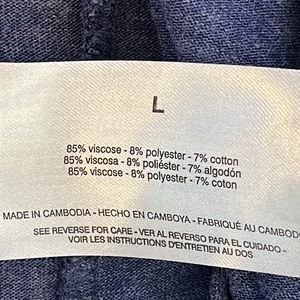 L
85% viscose - 8% polyester - 7% cotton
85% viscosa - 8% poliéster - 7% algodón
85% viscose - 8% polyester - 7% coton
MADE IN CAMBODIA - HECHO EN CAMBOYA - FABRIQUÉ AU CAMBOD
SEE REVERSE FOR CARE - VER AL REVERSO PARA EL CUIDADO -
VOIR LES INSTRUCTIONS D'ENTRETIEN AU DOS